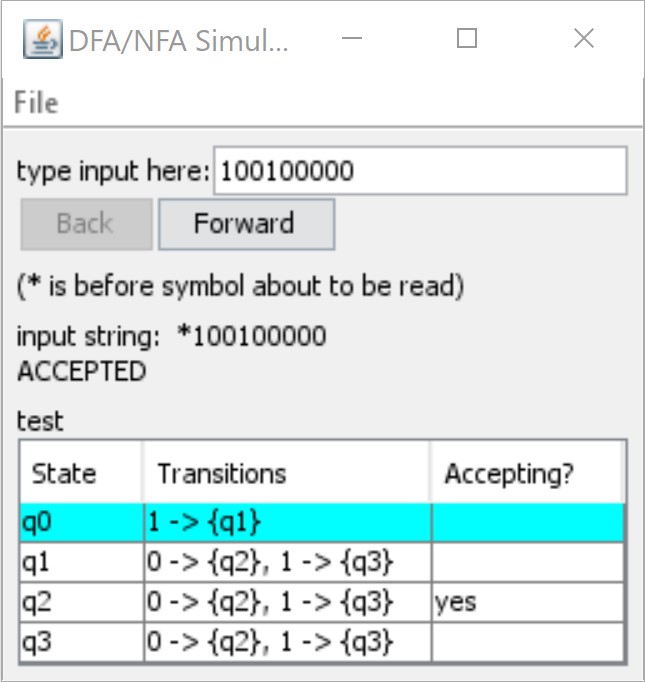 DFA/NFA Simul...
File
type input here: 100100000
Back Forward
(* is before symbol about to be read)
input string: *100100000
ACCEPTED
test
State Transitions Accepting?
q0 1 -> {q1}
q1 0 -> {q2}, 1 -> {q3}
q2 0 -> {q2}, 1 -> {q3} yes
q3 0 -> {q2}, 1 -> {q3}